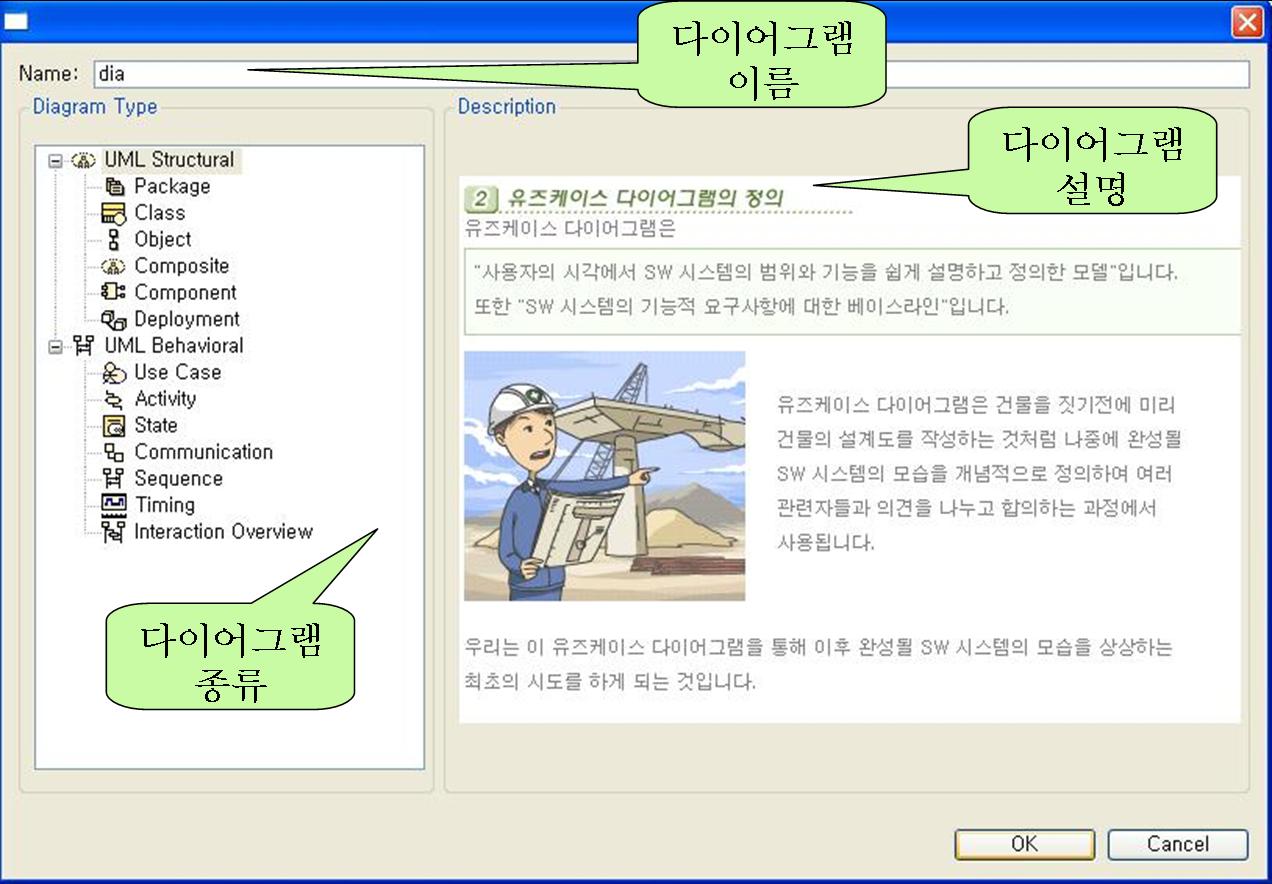 다이어그램
이름
Name: dia
Diagram Type
Description
다이어그램
설명
UML Structural
Package
Class
Object
Composite
Component
Deployment
UML Behavioral
Use Case
Activity
State
Communication
Sequence
Timing
Interaction Overview
다이어그램
종류
2 유즈케이스 다이어그램의 정의
유즈케이스 다이어그램은
"사용자의 시각에서 SW 시스템의 범위와 기능을 쉽게 설명하고 정의한 모델"입니다.
또한 "SW 시스템의 기능적 요구사항에 대한 베이스라인"입니다.
유즈케이스 다이어그램은 건물을 짓기전에 미리
건물의 설계도를 작성하는 것처럼 나중에 완성될
SW 시스템의 모습을 개념적으로 정의하여 여러
관련자들과 의견을 나누고 합의하는 과정에서
사용됩니다.
우리는 이 유즈케이스 다이어그램을 통해 이후 완성될 SW 시스템의 모습을 상상하는
최초의 시도를 하게 되는 것입니다.
OK
Cancel